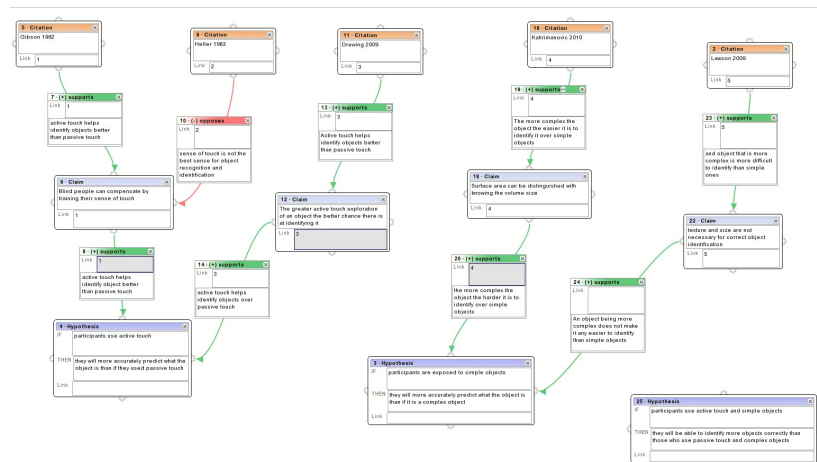 5 - Citation
Gibson 1962
Link 1
9 - Citation
Heller 1983
Link 2
11 - Citation
Drewing 2009
Link 3
18 - Citation
Kahrimanovic 2010
Link 4
2 - Citation
Lawson 2009
Link 5
7 - (+) supports
Link 1
active touch helps
identify objects better
than passive touch
10 - (-) opposes
Link 2
sense of touch is not the
best sense for object
recognition and
identification
13 - (+) supports
Link 3
Active touch helps
identify objects better
than passive touch
19 - (+) supports
Link 4
The more complex the
object the easier it is to
identify it over simple
objects
23 - (+) supports
Link 5
and object that is more
complex is more difficult
to identify than simple
ones
6 - Claim
Blind people can compensate by
training their sense of touch
Link 1
12 - Claim
The greater active touch exploration
of an object the better chance there is
at identifying it
Link 3
Surface area can be distinguished with
knowing the volume size
Link 4
22 - Claim
texture and size are not
necessary for correct object
identification
Link 5
8 - (+) supports
Link 1
active touch helps
identify object better
than passive touch
14 - (+) supports
Link 3
active touch helps
identify objects over
passive touch
20 - (+) supports
Link 4
the more complex the
object the harder it is to
identify over simple
objects
24 - (+) supports
Link
An object being more
complex does not make
it any easier to identify
than simple objects
4 - Hypothesis
IF participants use active touch
THEN they will more accurately predict what the
object is than if they used passive touch
Link
3 - Hypothesis
IF participants are exposed to simple objects
THEN they will more accurately predict what the object is
than if it is a complex object
Link
25 - Hypothesis
IF participants use active touch and simple objects
THEN they will be able to identify more objects correctly than
those who use passive touch and complex objects
Link